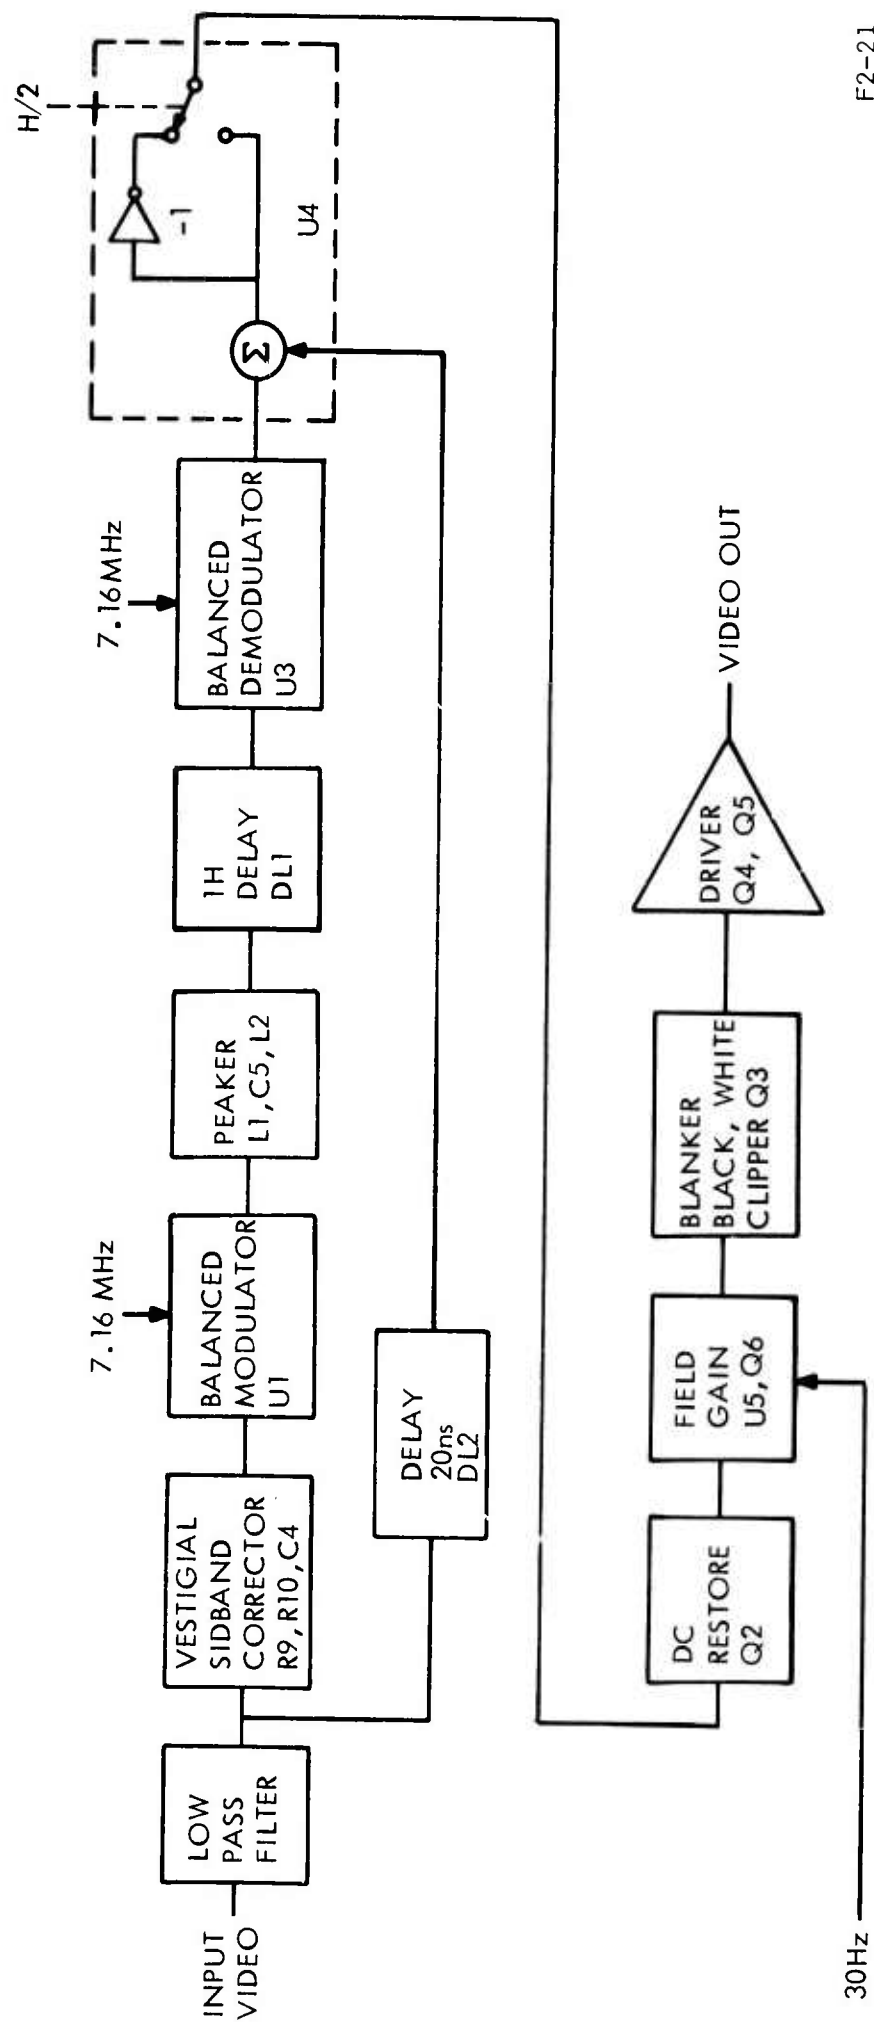 INPUT
VIDEO
LOW
PASS
FILTER
VESTIGIAL
SIDBAND
CORRECTOR
R9, R10, C4
7.16 MHz
BALANCED
MODULATOR
U1
PEAKER
L1, C5, L2
1H
DELAY
DL1
7.16MHz
BALANCED
DEMODULATOR
U3
Σ
-1
U4
H/2
DELAY
20ns
DL2
DC
RESTORE
Q2
FIELD
GAIN
U5, Q6
BLANKER
BLACK, WHITE
CLIPPER Q3
DRIVER
Q4, Q5
VIDEO OUT
30Hz
F2-21